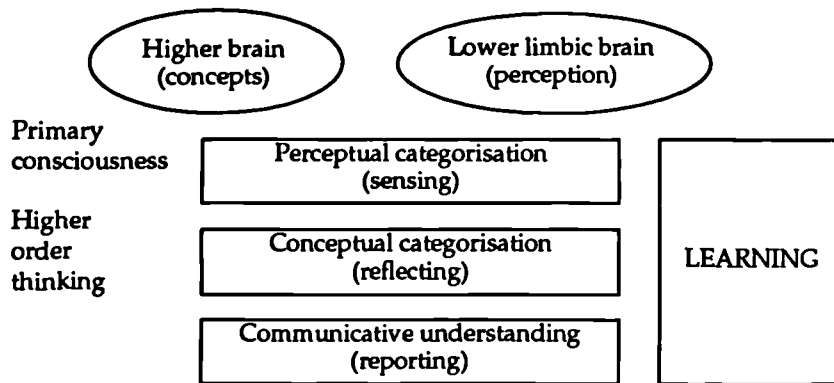 Higher brain
(concepts)
Lower limbic brain
(perception)
Primary
consciousness
Perceptual categorisation
(sensing)
Higher
order
thinking
Conceptual categorisation
(reflecting)
LEARNING
Communicative understanding
(reporting)